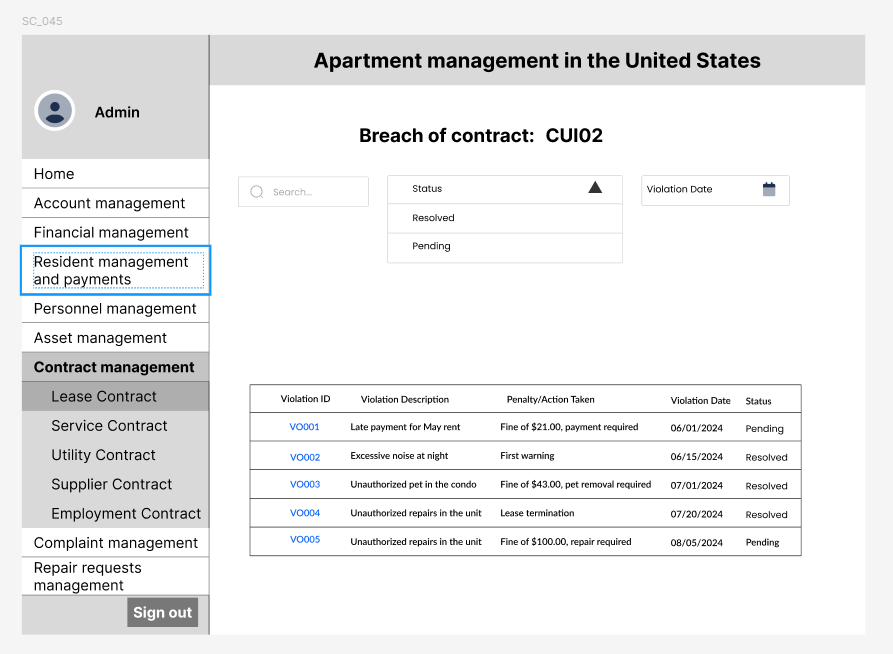 SC_045
Apartment management in the United States
Admin
Breach of contract: CUI02
Home
Account management
Financial management
Resident management
and payments
Personnel management
Asset management
Contract management
Lease Contract
Service Contract
Utility Contract
Supplier Contract
Employment Contract
Complaint management
Repair requests
management
Sign out
Search...
Status
Resolved
Pending
Violation Date
Violation ID Violation Description Penalty/Action Taken Violation Date Status
VO001 Late payment for May rent Fine of $21.00, payment required 06/01/2024 Pending
VO002 Excessive noise at night First warning 06/15/2024 Resolved
VO003 Unauthorized pet in the condo Fine of $43.00, pet removal required 07/01/2024 Resolved
VO004 Unauthorized repairs in the unit Lease termination 07/20/2024 Resolved
VO005 Unauthorized repairs in the unit Fine of $100.00, repair required 08/05/2024 Pending